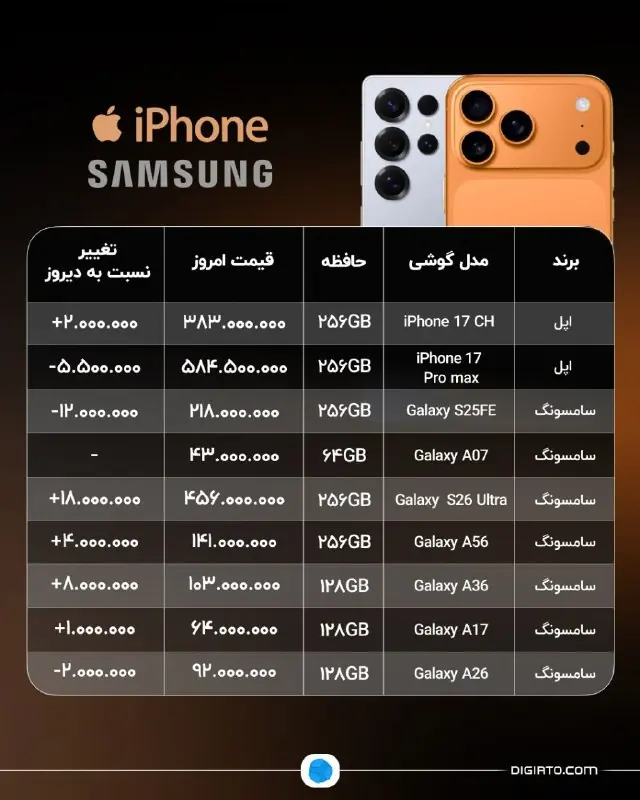 iPhone
SAMSUNG
برند | مدل گوشی | حافظه | قیمت امروز | تغییر نسبت به دیروز
اپل | iPhone 17 CH | ۲۵۶GB | ۳۸۳.۰۰۰.۰۰۰ | +۲.۰۰۰.۰۰۰
اپل | iPhone 17 Pro max | ۲۵۶GB | ۵۸۴.۵۰۰.۰۰۰ | -۵.۵۰۰.۰۰۰
سامسونگ | Galaxy S25FE | ۲۵۶GB | ۲۱۸.۰۰۰.۰۰۰ | -۱۲.۰۰۰.۰۰۰
سامسونگ | Galaxy A07 | ۶۴GB | ۴۳.۰۰۰.۰۰۰ | -
سامسونگ | Galaxy S26 Ultra | ۲۵۶GB | ۴۵۶.۰۰۰.۰۰۰ | +۱۸.۰۰۰.۰۰۰
سامسونگ | Galaxy A56 | ۲۵۶GB | ۱۴۱.۰۰۰.۰۰۰ | +۴.۰۰۰.۰۰۰
سامسونگ | Galaxy A36 | ۱۲۸GB | ۱۰۳.۰۰۰.۰۰۰ | +۸.۰۰۰.۰۰۰
سامسونگ | Galaxy A17 | ۱۲۸GB | ۶۴.۰۰۰.۰۰۰ | +۱.۰۰۰.۰۰۰
سامسونگ | Galaxy A26 | ۱۲۸GB | ۹۲.۰۰۰.۰۰۰ | -۲.۰۰۰.۰۰۰
DIGIATO.COM